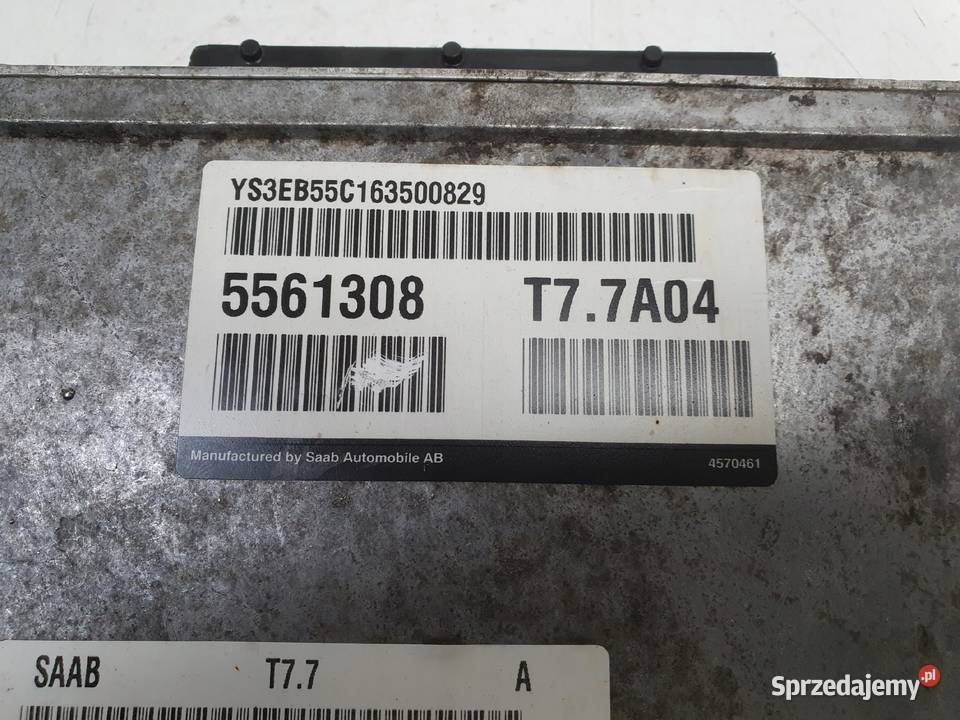 YS3EB55C163500829
5561308 T7.7A04
Manufactured by Saab Automobile AB 4570461
SAAB T7.7 A
Sprzedajemy.pl